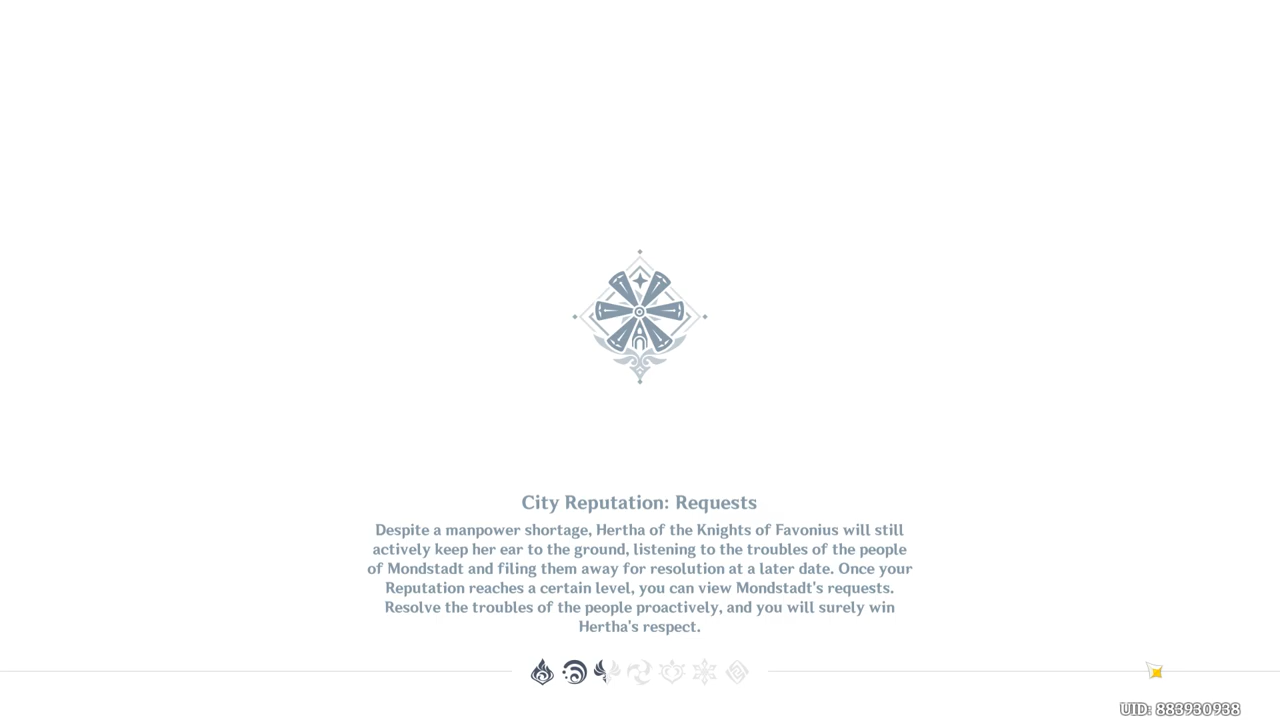 City Reputation: Requests
Despite a manpower shortage, Hertha of the Knights of Favonius will still
actively keep her ear to the ground, listening to the troubles of the people
of Mondstadt and filing them away for resolution at a later date. Once your
Reputation reaches a certain level, you can view Mondstadt's requests.
Resolve the troubles of the people proactively, and you will surely win
Hertha's respect.
UID: 883930938